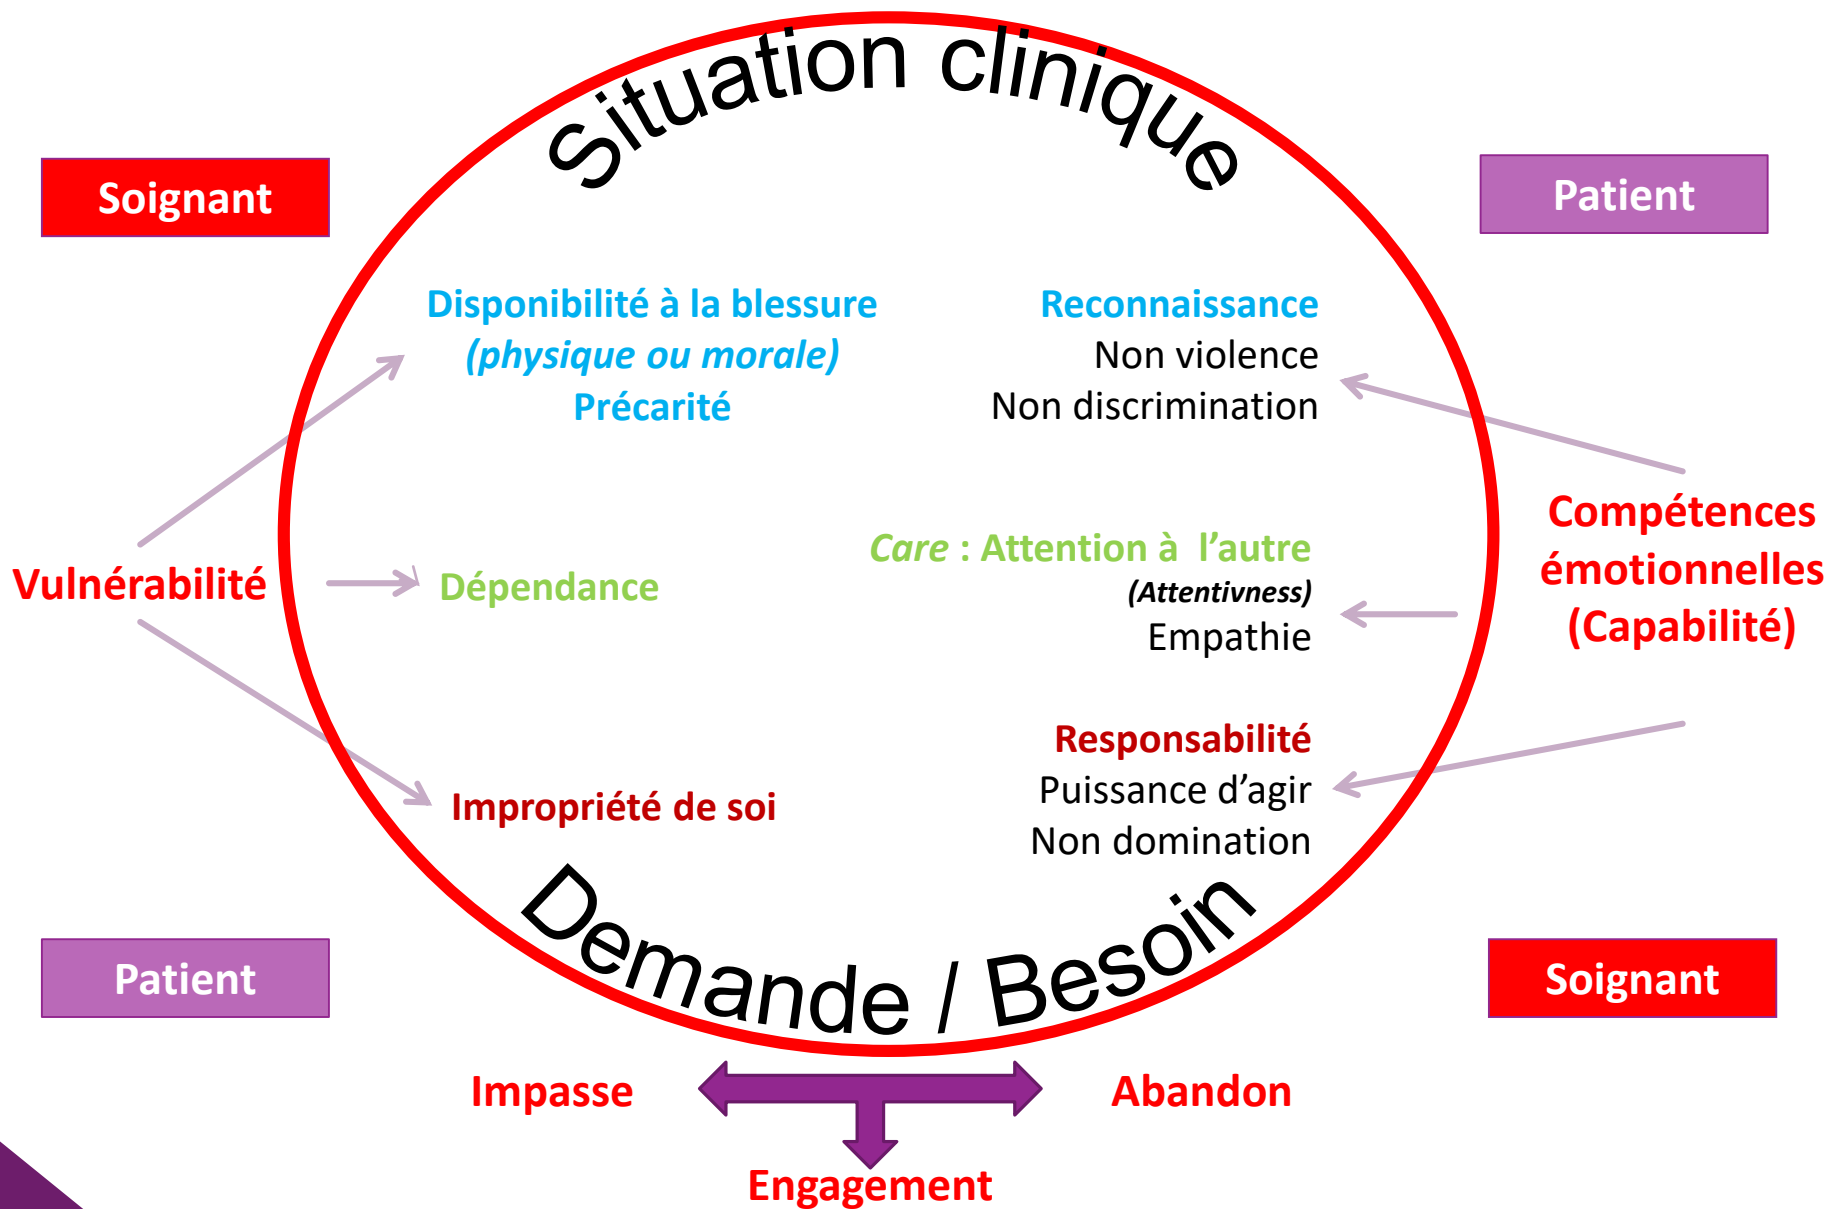 Situation clinique
Soignant
Patient
Disponibilité à la blessure
(physique ou morale)
Précarité
Reconnaissance
Non violence
Non discrimination
Vulnérabilité
Dépendance
Care : Attention à l’autre
(Attentivness)
Empathie
Compétences
émotionnelles
(Capabilité)
Impropriété de soi
Responsabilité
Puissance d’agir
Non domination
Demande / Besoin
Patient
Soignant
Impasse
Abandon
Engagement